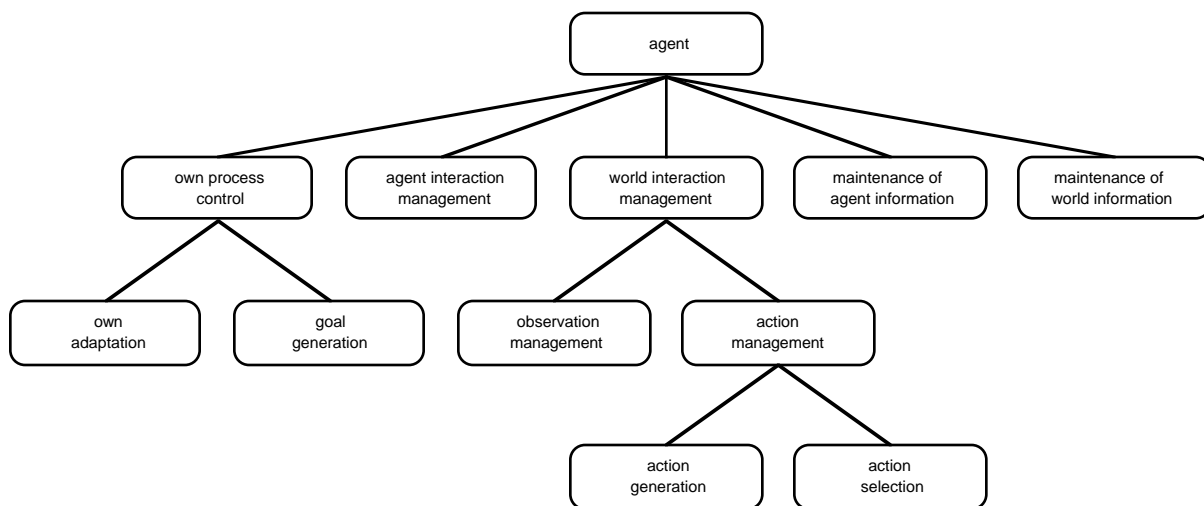 agent
own process
control
agent interaction
management
world interaction
management
maintenance of
agent information
maintenance of
world information
own
adaptation
goal
generation
observation
management
action
management
action
generation
action
selection